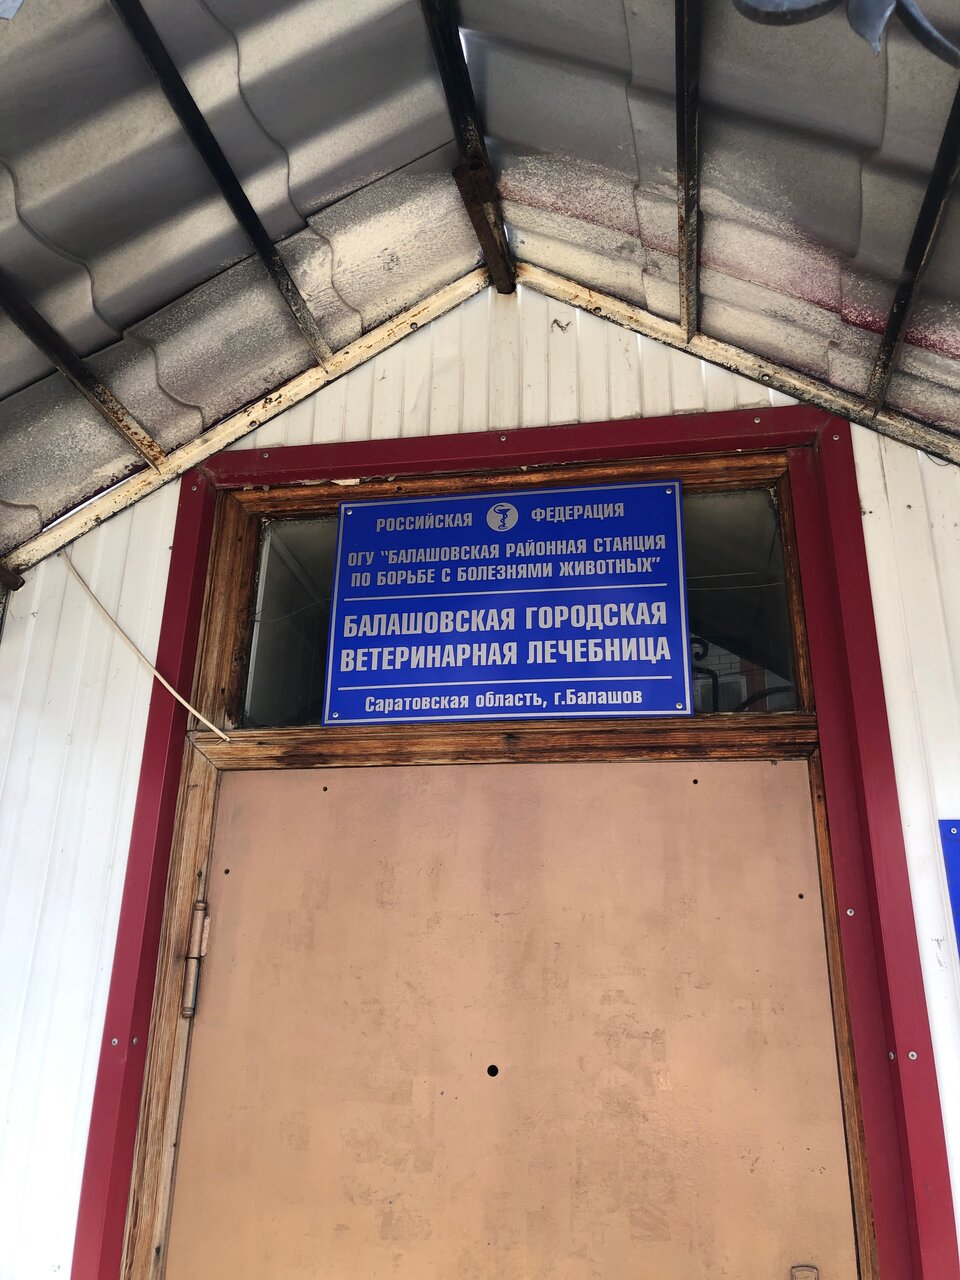 РОССИЙСКАЯ ФЕДЕРАЦИЯ
ОГУ "БАЛАШОВСКАЯ РАЙОННАЯ СТАНЦИЯ
ПО БОРЬБЕ С БОЛЕЗНЯМИ ЖИВОТНЫХ"
БАЛАШОВСКАЯ ГОРОДСКАЯ
ВЕТЕРИНАРНАЯ ЛЕЧЕБНИЦА
Саратовская область, г.Балашов